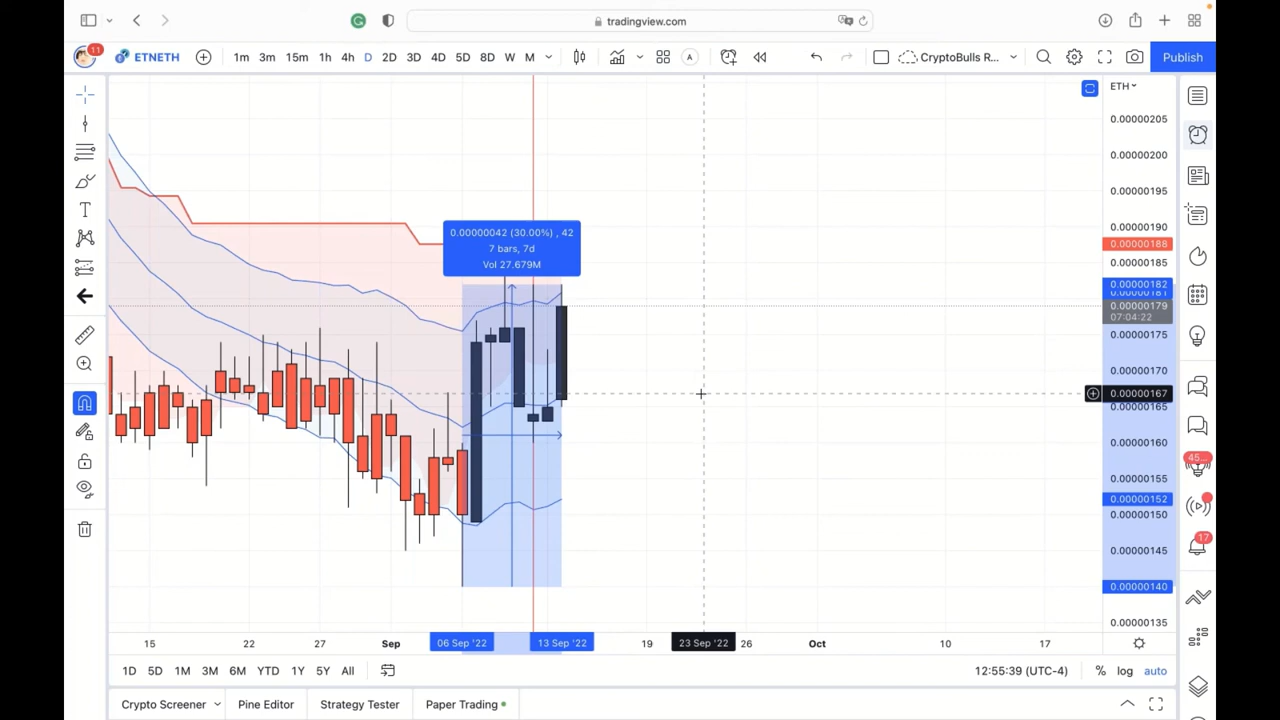 tradingview.com
11
ETNETH
1m 3m 15m 1h 4h D 2D 3D 4D 5D 8D W M
A
CryptoBulls R...
Publish
ETH
0.00000205
0.00000200
0.00000195
0.00000190
0.00000188
0.00000185
0.00000182
0.00000181
0.00000179
07:04:22
0.00000175
0.00000170
0.00000167
0.00000165
0.00000160
0.00000155
0.00000152
0.00000150
0.00000145
0.00000140
0.00000135
0.00000042 (30.00%) , 42
7 bars, 7d
Vol 27.679M
T
45...
17
15 22 27 Sep 06 Sep '22 13 Sep '22 19 23 Sep '22 26 Oct 10 17
1D 5D 1M 3M 6M YTD 1Y 5Y All
12:55:39 (UTC-4) % log auto
Crypto Screener Pine Editor Strategy Tester Paper Trading